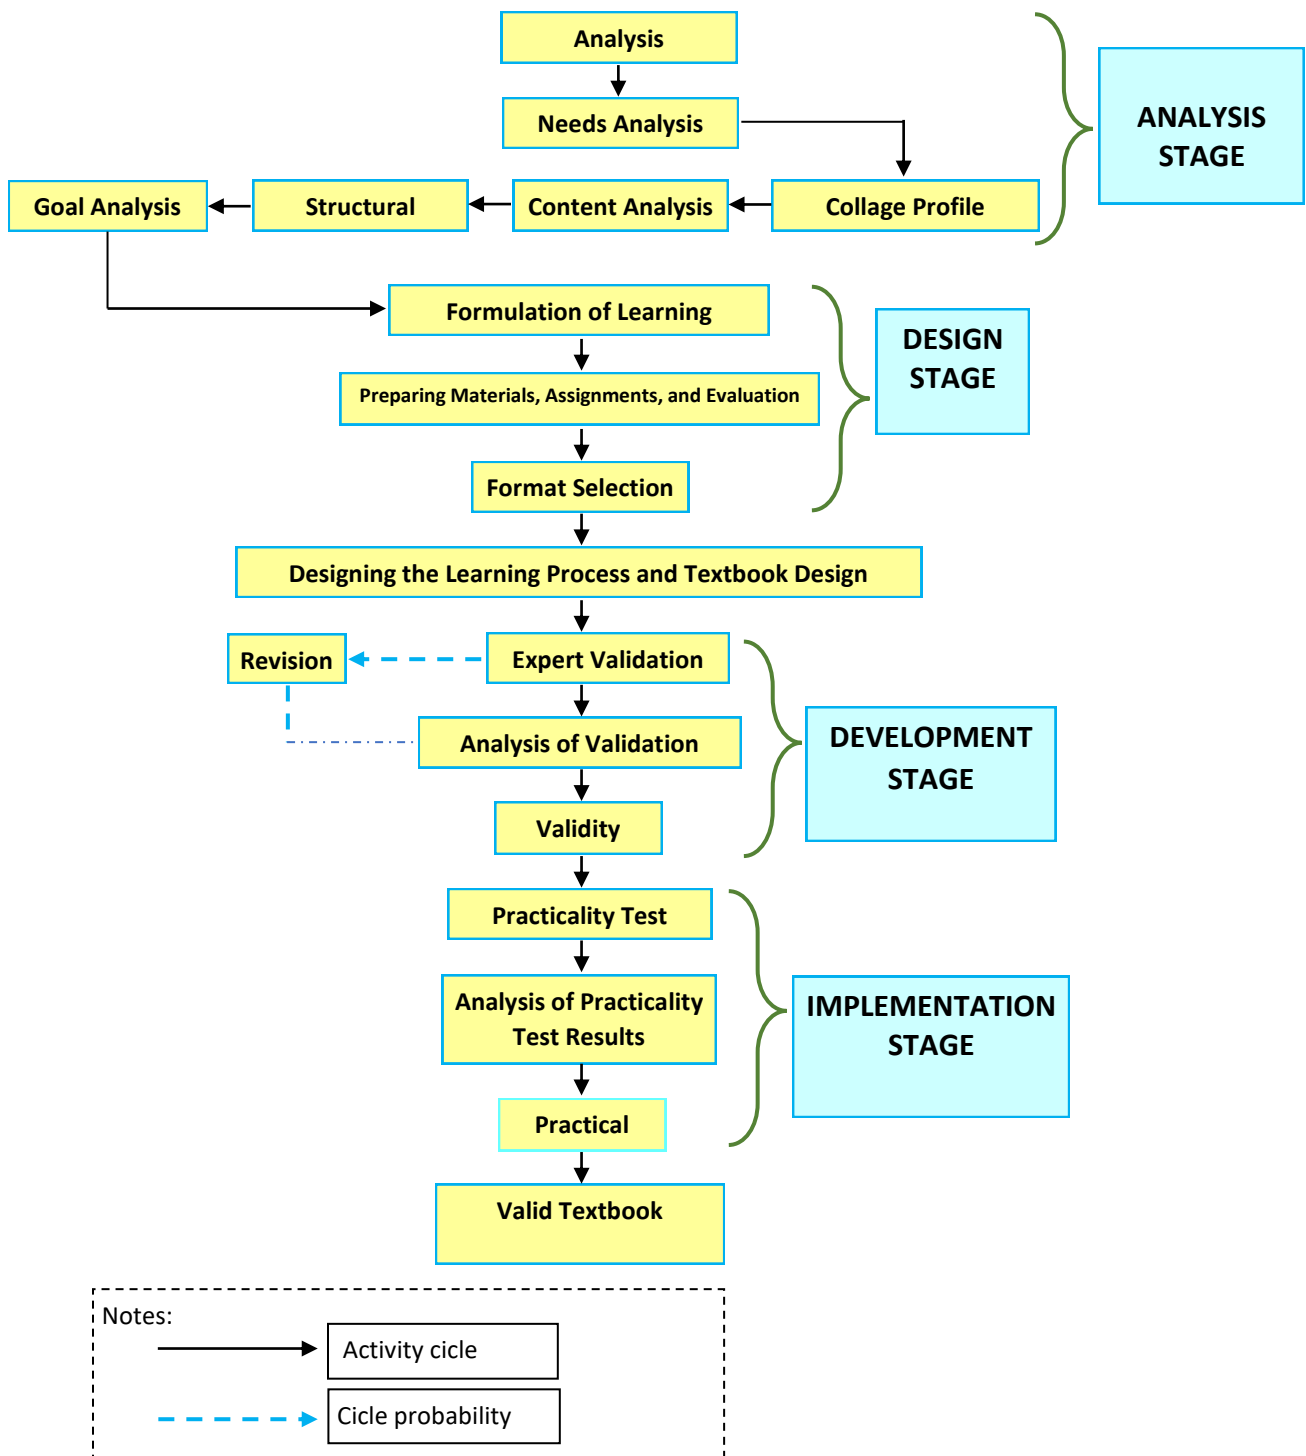 Analysis
Needs Analysis
ANALYSIS
STAGE
Goal Analysis
Structural
Content Analysis
Collage Profile
Formulation of Learning
Preparing Materials, Assignments, and Evaluation
Format Selection
DESIGN
STAGE
Designing the Learning Process and Textbook Design
Revision
Expert Validation
Analysis of Validation
Validity
DEVELOPMENT
STAGE
Practicality Test
Analysis of Practicality
Test Results
Practical
IMPLEMENTATION
STAGE
Valid Textbook
Notes:
Activity cicle
Cicle probability